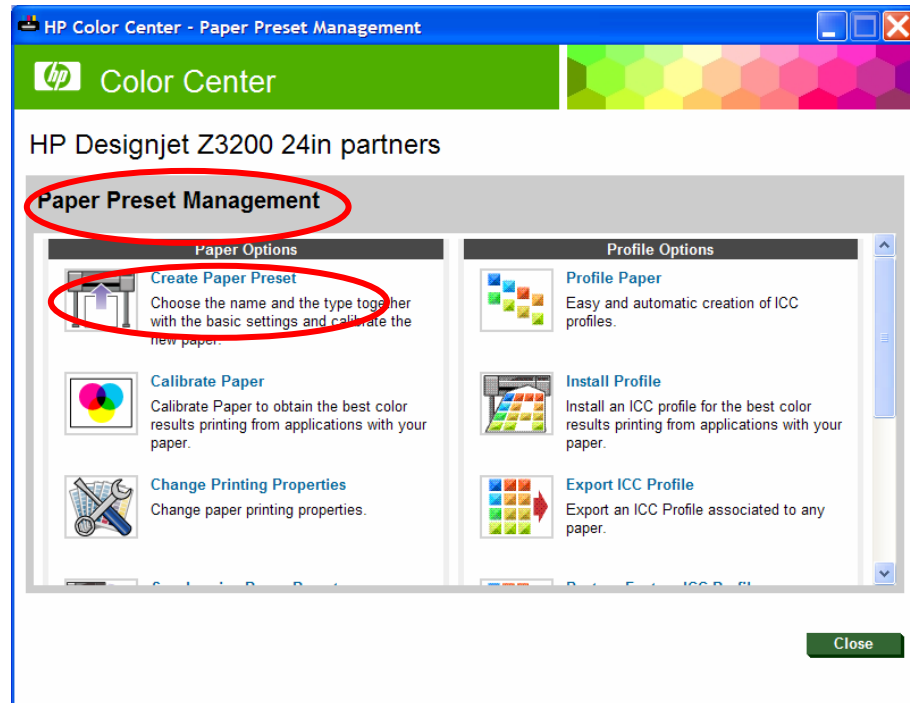 HP Color Center - Paper Preset Management
hp Color Center
HP Designjet Z3200 24in partners
Paper Preset Management
Paper Options
Create Paper Preset
Choose the name and the type together
with the basic settings and calibrate the
new paper.
Calibrate Paper
Calibrate Paper to obtain the best color
results printing from applications with your
paper.
Change Printing Properties
Change paper printing properties.
Profile Options
Profile Paper
Easy and automatic creation of ICC
profiles.
Install Profile
Install an ICC profile for the best color
results printing from applications with your
paper.
Export ICC Profile
Export an ICC Profile associated to any
paper.
Close